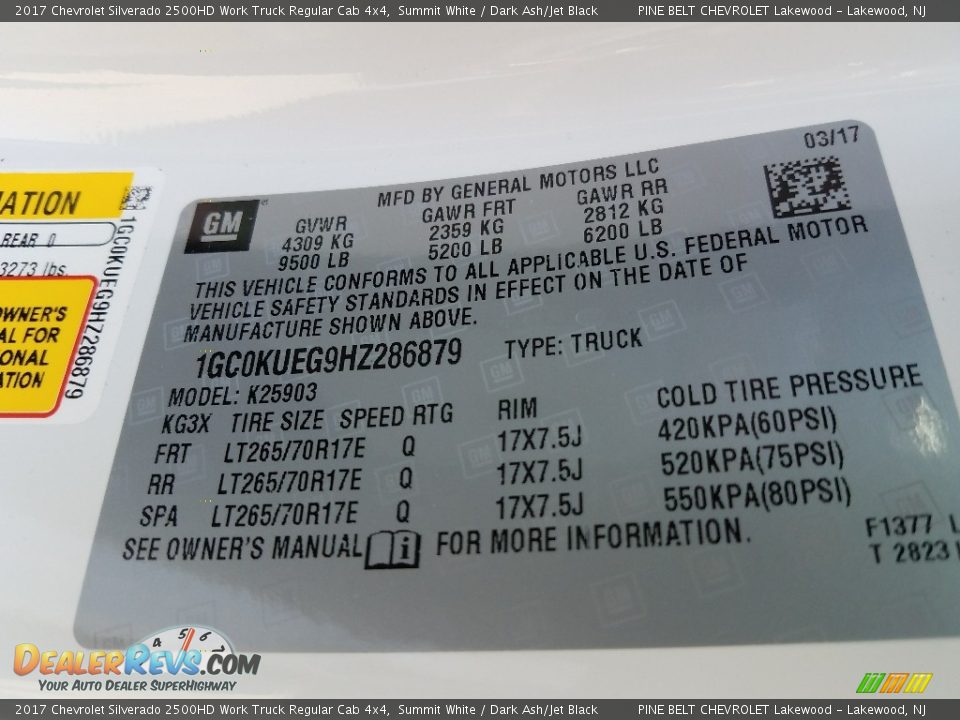 2017 Chevrolet Silverado 2500HD Work Truck Regular Cab 4x4, Summit White / Dark Ash/Jet Black PINE BELT CHEVROLET Lakewood – Lakewood, NJ
03/17
MFD BY GENERAL MOTORS LLC
GM
GVWR GAWR FRT GAWR RR
4309 KG 2359 KG 2812 KG
9500 LB 5200 LB 6200 LB
THIS VEHICLE CONFORMS TO ALL APPLICABLE U.S. FEDERAL MOTOR
VEHICLE SAFETY STANDARDS IN EFFECT ON THE DATE OF
MANUFACTURE SHOWN ABOVE.
1GC0KUEG9HZ286879 TYPE: TRUCK
MODEL: K25903
KG3X TIRE SIZE SPEED RTG RIM COLD TIRE PRESSURE
FRT LT265/70R17E Q 17X7.5J 420KPA(60PSI)
RR LT265/70R17E Q 17X7.5J 520KPA(75PSI)
SPA LT265/70R17E Q 17X7.5J 550KPA(80PSI)
SEE OWNER'S MANUAL i FOR MORE INFORMATION.
F1377 L
T 2823
MATION
REAR 0
3273 lbs.
OWNER'S
AL FOR
ONAL
ATION
1GC0KUEG9HZ286879
4 5 6 7
DEALERREVS.COM
YOUR AUTO DEALER SUPERHIGHWAY
2017 Chevrolet Silverado 2500HD Work Truck Regular Cab 4x4, Summit White / Dark Ash/Jet Black PINE BELT CHEVROLET Lakewood – Lakewood, NJ